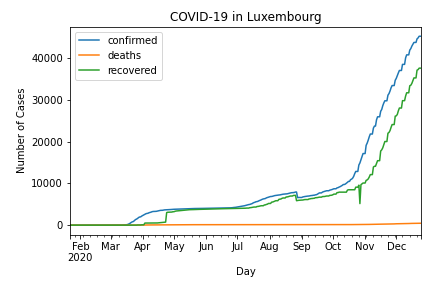 COVID-19 in Luxembourg
confirmed
deaths
recovered
Number of Cases
40000
30000
20000
10000
0
Feb Mar Apr May Jun Jul Aug Sep Oct Nov Dec
2020
Day